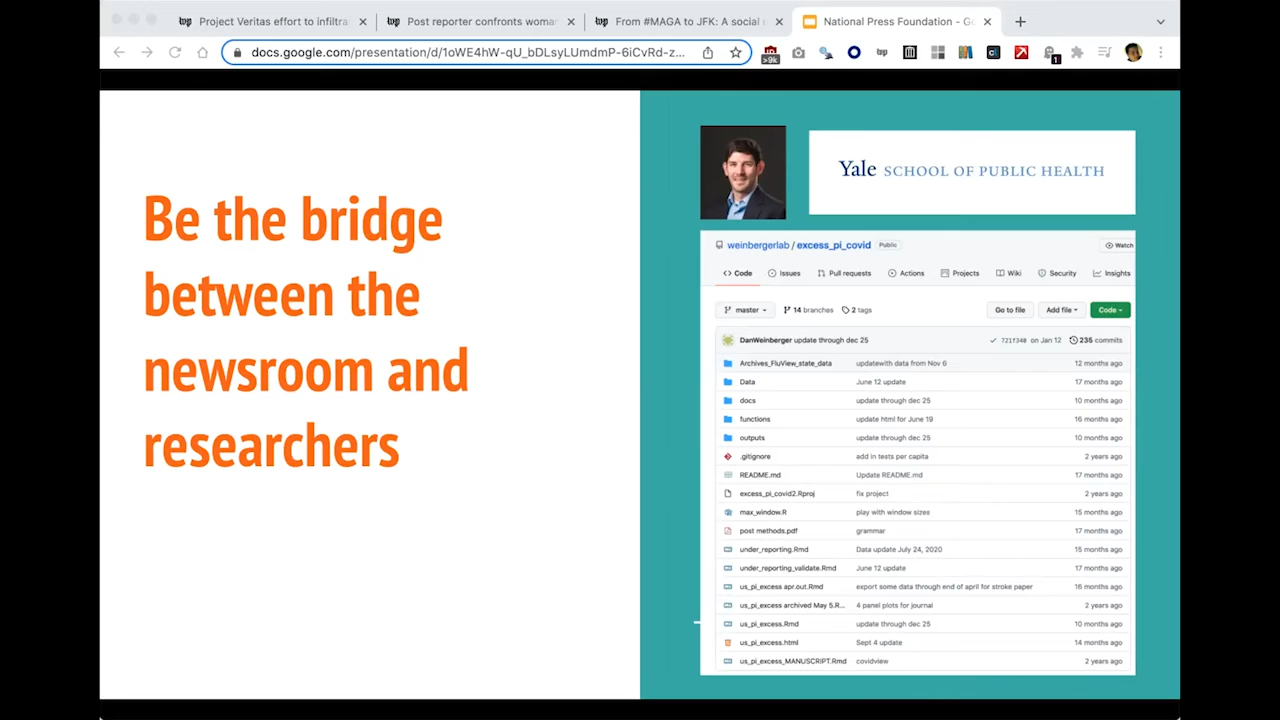 Project Veritas effort to infiltra
Post reporter confronts woma
From #MAGA to JFK: A social
National Press Foundation - Go
docs.google.com/presentation/d/1oWE4hW-qU_bDLsyLUmdmP-6iCvRd-z...
>9k
wp
1
Be the bridge
between the
newsroom and
researchers
Yale SCHOOL OF PUBLIC HEALTH
weinbergerlab / excess_pi_covid Public
Watch
<> Code Issues Pull requests Actions Projects Wiki Security Insights
master 14 branches 2 tags Go to file Add file Code
DanWeinberger update through dec 25 721f348 on Jan 12 235 commits
Archives_FluView_state_data updatewith data from Nov 6 12 months ago
Data June 12 update 17 months ago
docs update through dec 25 10 months ago
functions update html for June 19 16 months ago
outputs update through dec 25 10 months ago
.gitignore add in tests per capita 2 years ago
README.md Update README.md 17 months ago
excess_pi_covid2.Rproj fix project 2 years ago
max_window.R play with window sizes 15 months ago
post methods.pdf grammar 17 months ago
under_reporting.Rmd Data update July 24, 2020 15 months ago
under_reporting_validate.Rmd June 12 update 17 months ago
us_pi_excess apr.out.Rmd export some data through end of april for stroke paper 16 months ago
us_pi_excess archived May 5.R... 4 panel plots for journal 2 years ago
us_pi_excess.Rmd update through dec 25 10 months ago
us_pi_excess.html Sept 4 update 14 months ago
us_pi_excess_MANUSCRIPT.Rmd covidview 2 years ago